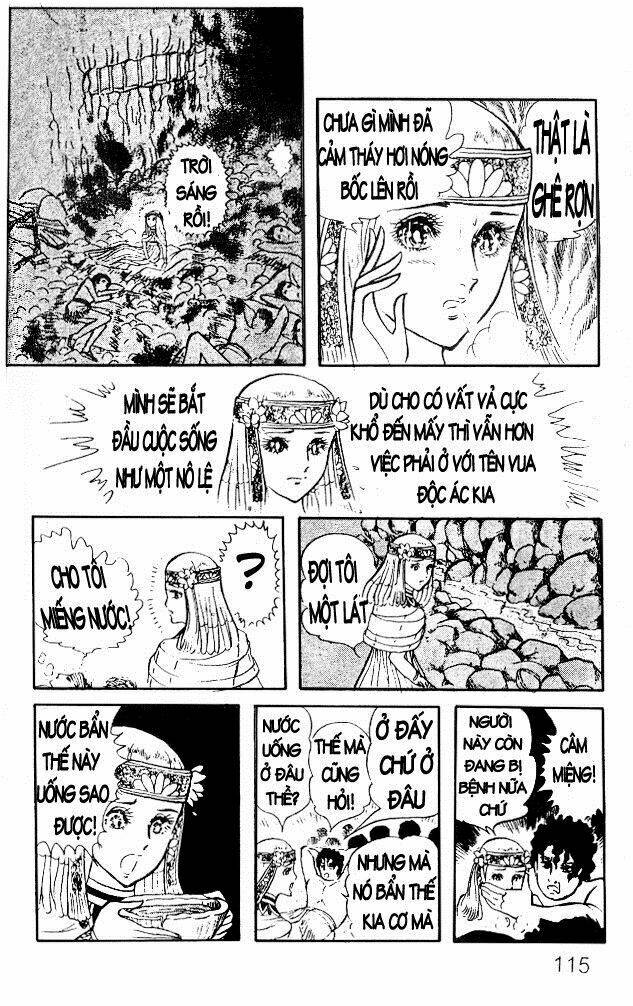 TRỜI
SÁNG
RỒI!
CHƯA GÌ MÌNH ĐÃ
CẢM THÁY HƠI NÓNG
BỐC LÊN RỒI
THẬT LÀ
GHÊ RỢN
MÌNH SẼ BẮT
ĐẦU CUỘC SỐNG
NHƯ MỘT NÔ LỆ
DÙ CHO CÓ VẤT VẢ CỰC
KHỔ ĐẾN MẤY THÌ VẪN HƠN
VIỆC PHẢI Ở VỚI TÊN VUA
ĐỘC ÁC KIA
CHO TÔI
MIẾNG NƯỚC!
?
ĐỢI TÔI
MỘT LÁT
NƯỚC BẨN
THẾ NÀY
UỐNG SAO
ĐƯỢC!
NƯỚC
UỐNG
Ở ĐÂU
THỀ?
THẾ MÀ
CŨNG
HỎI!
Ở ĐẤY
CHỨ Ở
ĐÂU
NHƯNG MÀ
NÓ BẨN THẾ
KIA CƠ MÀ
NGƯỜI
NÀY CÒN
ĐANG BỊ
BỆNH NỮA
CHỨ
CẦM
MIỆNG!
115